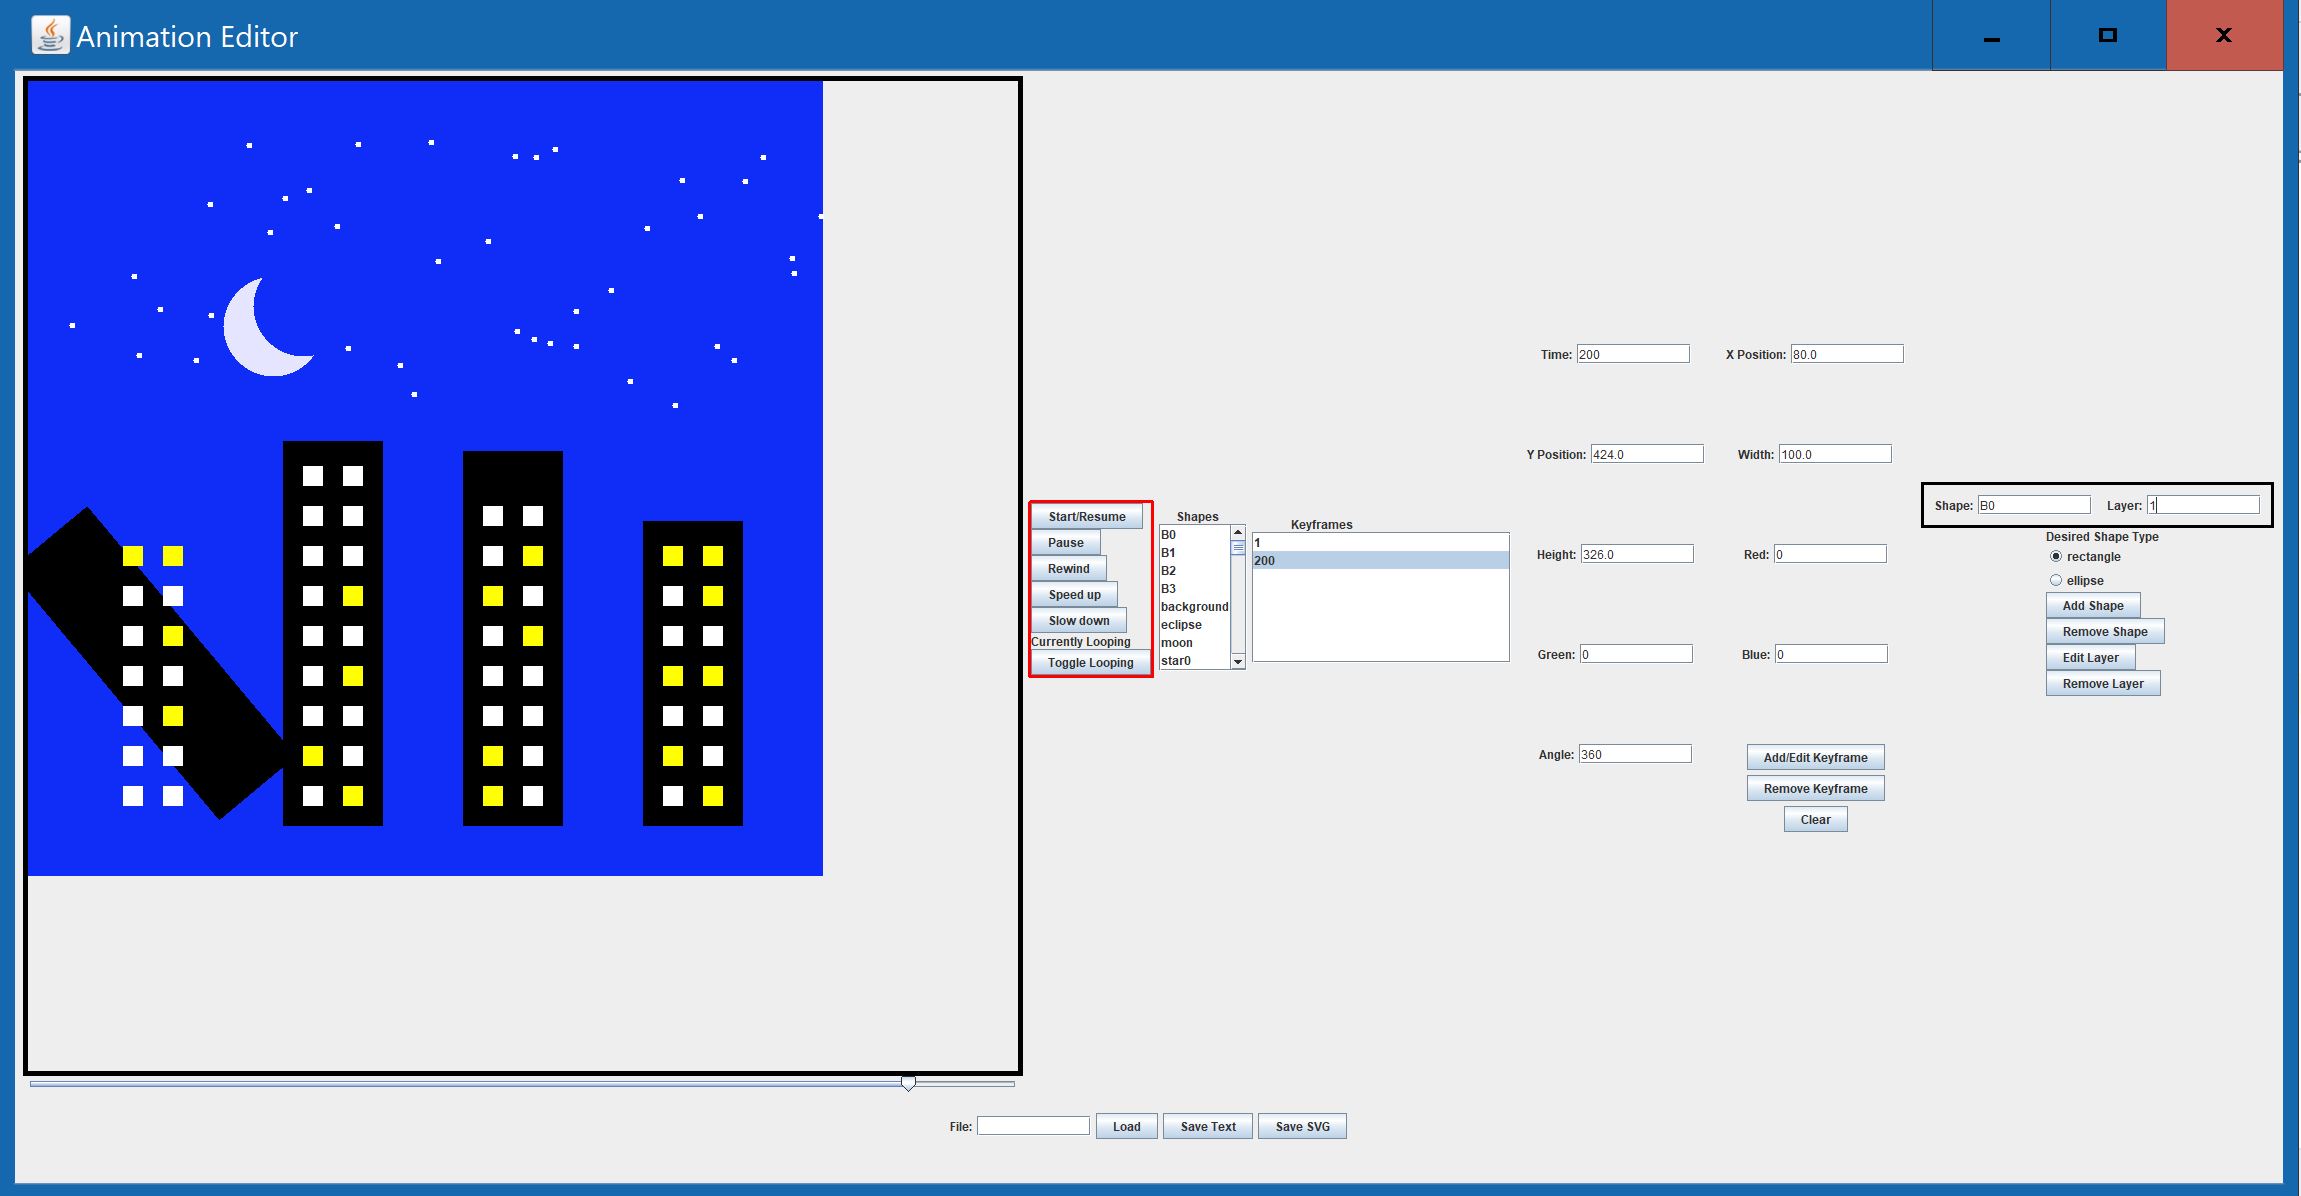 Animation Editor
Time: 200 X Position: 80.0
Y Position: 424.0 Width: 100.0
Shape: B0 Layer: 1
Start/Resume
Pause
Rewind
Speed up
Slow down
Currently Looping
Toggle Looping
Shapes
B0
B1
B2
B3
background
eclipse
moon
star0
Keyframes
1
200
Height: 326.0 Red: 0
Green: 0 Blue: 0
Angle: 360
Add/Edit Keyframe
Remove Keyframe
Clear
Desired Shape Type
rectangle
ellipse
Add Shape
Remove Shape
Edit Layer
Remove Layer
File: Load Save Text Save SVG